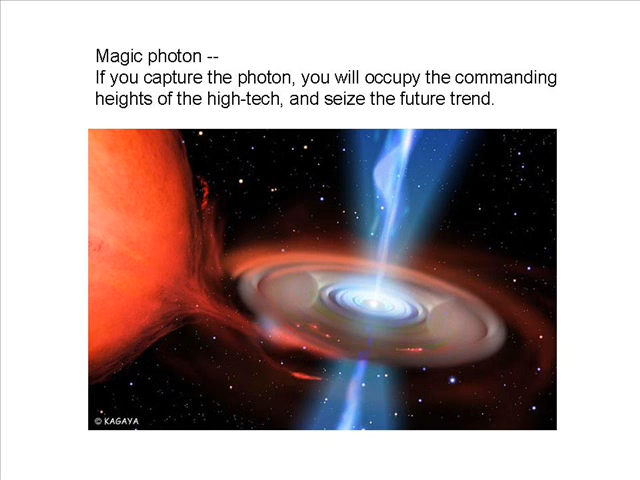 Magic photon --
If you capture the photon, you will occupy the commanding
heights of the high-tech, and seize the future trend.
© KAGAYA